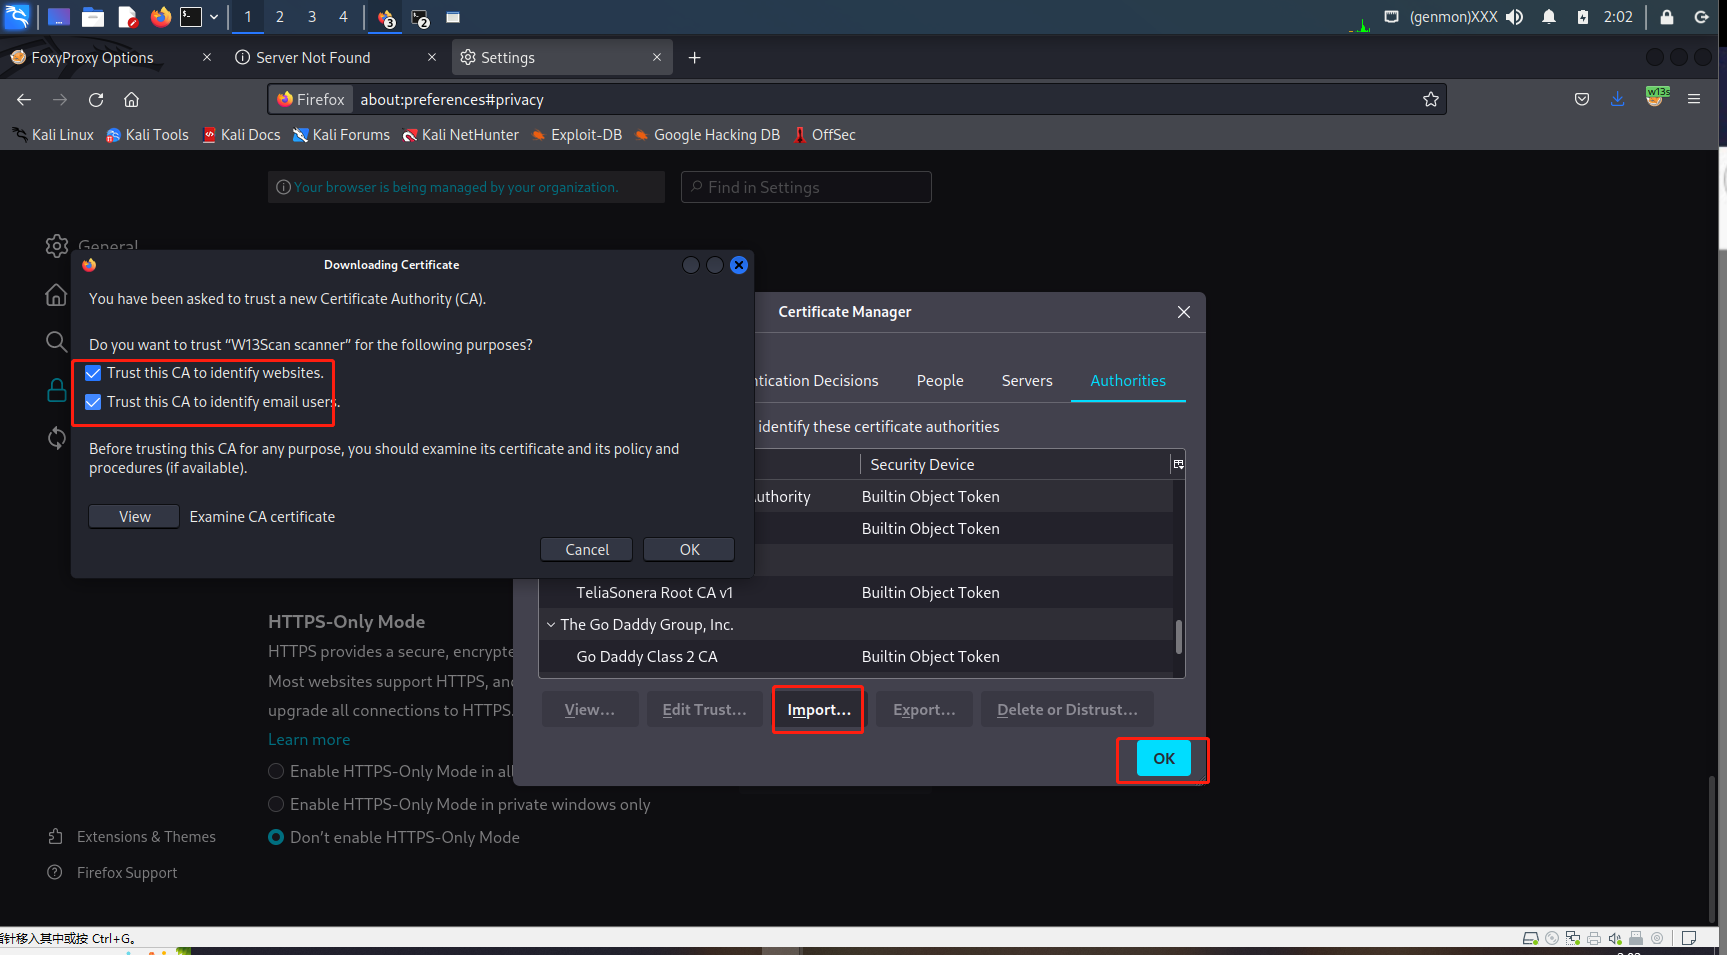 1 2 3 4 3 2 (genmon)XXX 2:02
FoxyProxy Options Server Not Found Settings
Firefox about:preferences#privacy
Kali Linux Kali Tools Kali Docs Kali Forums Kali NetHunter Exploit-DB Google Hacking DB OffSec
Your browser is being managed by your organization. Find in Settings
General
Downloading Certificate
You have been asked to trust a new Certificate Authority (CA).
Do you want to trust “W13Scan scanner” for the following purposes?
Trust this CA to identify websites.
Trust this CA to identify email users.
Before trusting this CA for any purpose, you should examine its certificate and its policy and
procedures (if available).
View Examine CA certificate
Cancel OK
Certificate Manager
ntication Decisions People Servers Authorities
identify these certificate authorities
Security Device
uthority Builtin Object Token
Builtin Object Token
TeliaSonera Root CA v1 Builtin Object Token
The Go Daddy Group, Inc.
Go Daddy Class 2 CA Builtin Object Token
View... Edit Trust... Import... Export... Delete or Distrust...
OK
HTTPS-Only Mode
HTTPS provides a secure, encrypte
Most websites support HTTPS, and
upgrade all connections to HTTPS.
Learn more
Enable HTTPS-Only Mode in all
Enable HTTPS-Only Mode in private windows only
Don’t enable HTTPS-Only Mode
Extensions & Themes
Firefox Support
指针移入其中或按 Ctrl+G。